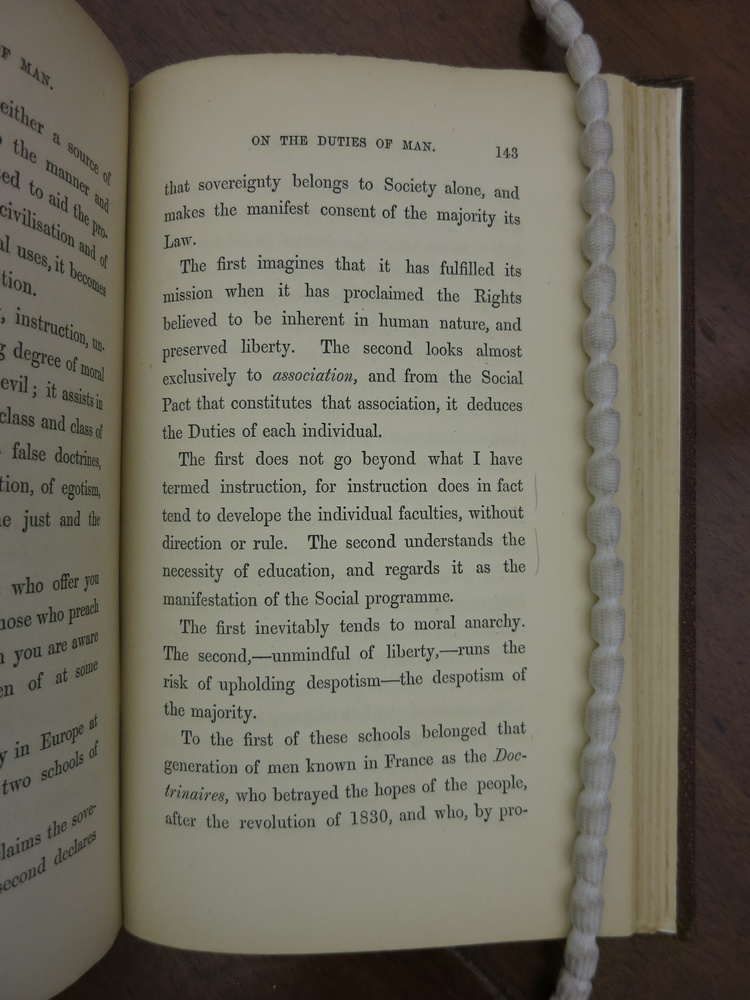 F MAN.
either a source of
the manner and
ed to aid the pro-
civilisation and of
al uses, it becomes
tion.
, instruction, un-
g degree of moral
evil; it assists in
class and class of
false doctrines,
tion, of egotism,
e just and the
who offer you
hose who preach
n you are aware
en of at some
y in Europe at
two schools of
laims the sove-
second declares
ON THE DUTIES OF MAN.
143
that sovereignty belongs to Society alone, and
makes the manifest consent of the majority its
Law.
The first imagines that it has fulfilled its
mission when it has proclaimed the Rights
believed to be inherent in human nature, and
preserved liberty. The second looks almost
exclusively to association, and from the Social
Pact that constitutes that association, it deduces
the Duties of each individual.
The first does not go beyond what I have
termed instruction, for instruction does in fact
tend to develope the individual faculties, without
direction or rule. The second understands the
necessity of education, and regards it as the
manifestation of the Social programme.
The first inevitably tends to moral anarchy.
The second,—unmindful of liberty,—runs the
risk of upholding despotism—the despotism of
the majority.
To the first of these schools belonged that
generation of men known in France as the Doc-
trinaires, who betrayed the hopes of the people,
after the revolution of 1830, and who, by pro-